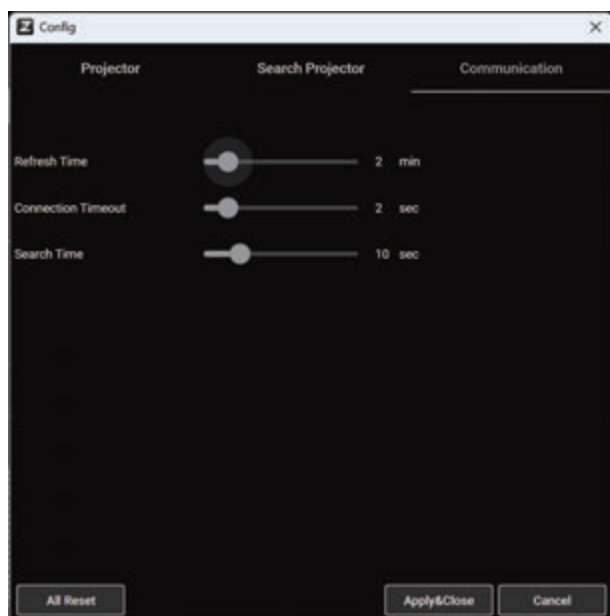 Config
Projector Search Projector Communication
Refresh Time 2 min
Connection Timeout 2 sec
Search Time 10 sec
All Reset Apply&Close Cancel